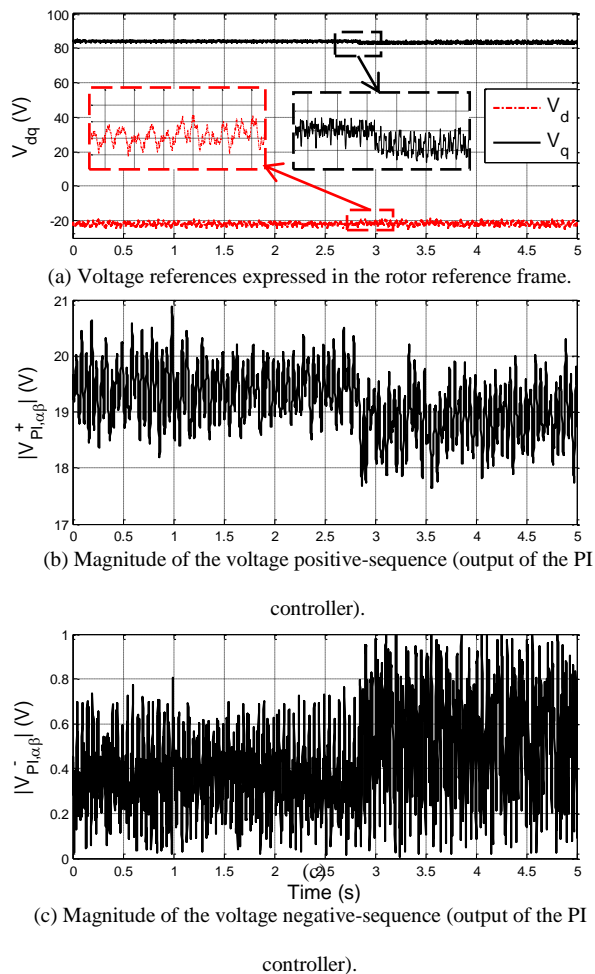 100
80
60
40
20
0
-20
V_dq (V)
V_d
V_q
0 0.5 1 1.5 2 2.5 3 3.5 4 4.5 5
(a) Voltage references expressed in the rotor reference frame.
21
20
19
18
17
|V^+_PI,αβ| (V)
0 0.5 1 1.5 2 2.5 3 3.5 4 4.5 5
(b) Magnitude of the voltage positive-sequence (output of the PI
controller).
1
0.8
0.6
0.4
0.2
0
|V^-_PI,αβ| (V)
0 0.5 1 1.5 2 2.5 3 3.5 4 4.5 5
(c)
Time (s)
(c) Magnitude of the voltage negative-sequence (output of the PI
controller).